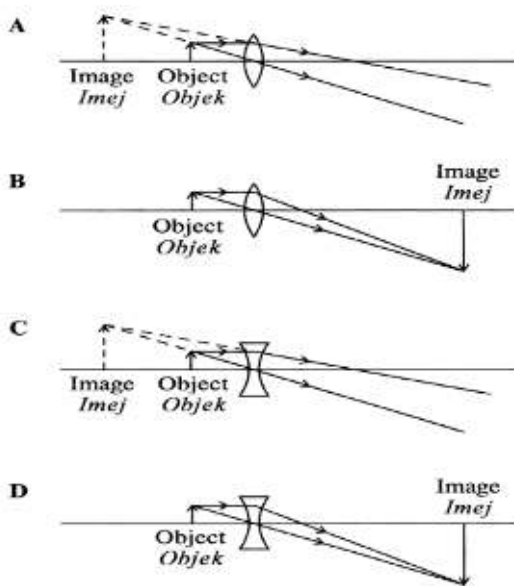 A
Image Object
Imej Objek
B
Image
Imej
Object
Objek
C
Image Object
Imej Objek
D
Image
Imej
Object
Objek